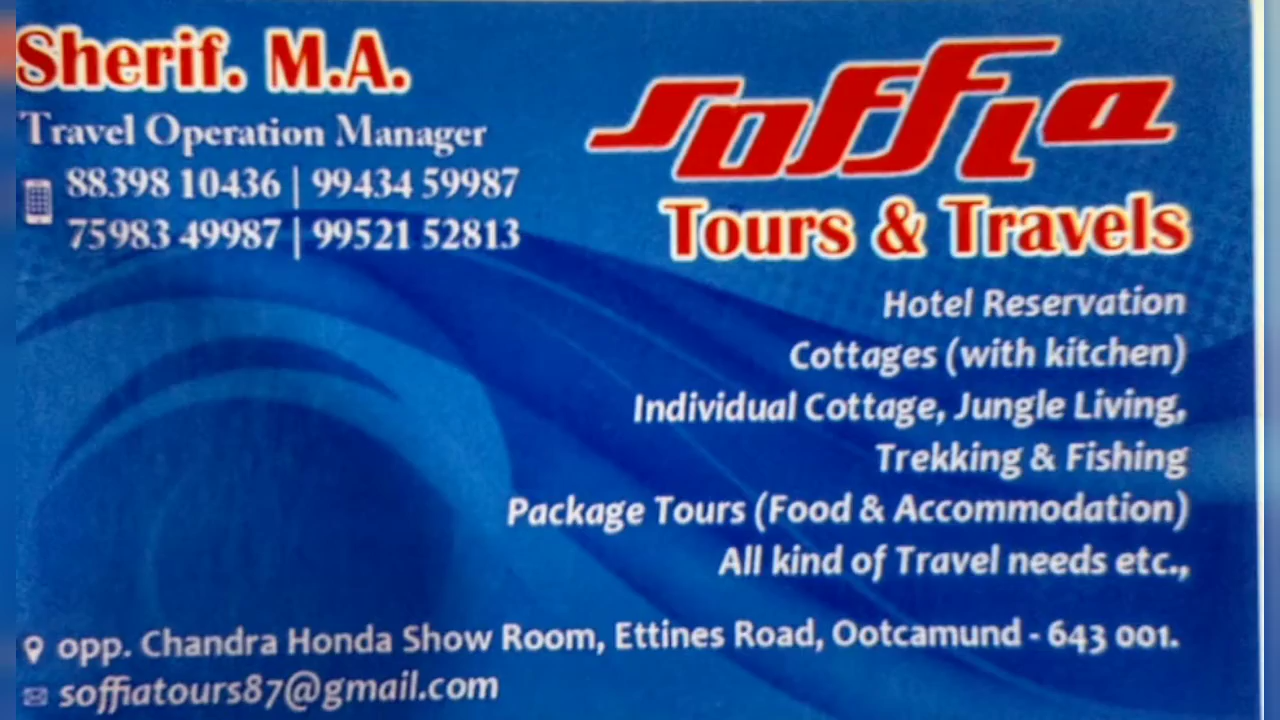 Sherif. M.A.
Travel Operation Manager
88398 10436 | 99434 59987
75983 49987 | 99521 52813
Soffia
Tours & Travels
Hotel Reservation
Cottages (with kitchen)
Individual Cottage, Jungle Living,
Trekking & Fishing
Package Tours (Food & Accommodation)
All kind of Travel needs etc.,
opp. Chandra Honda Show Room, Ettines Road, Ootcamund - 643 001.
soffiatours87@gmail.com